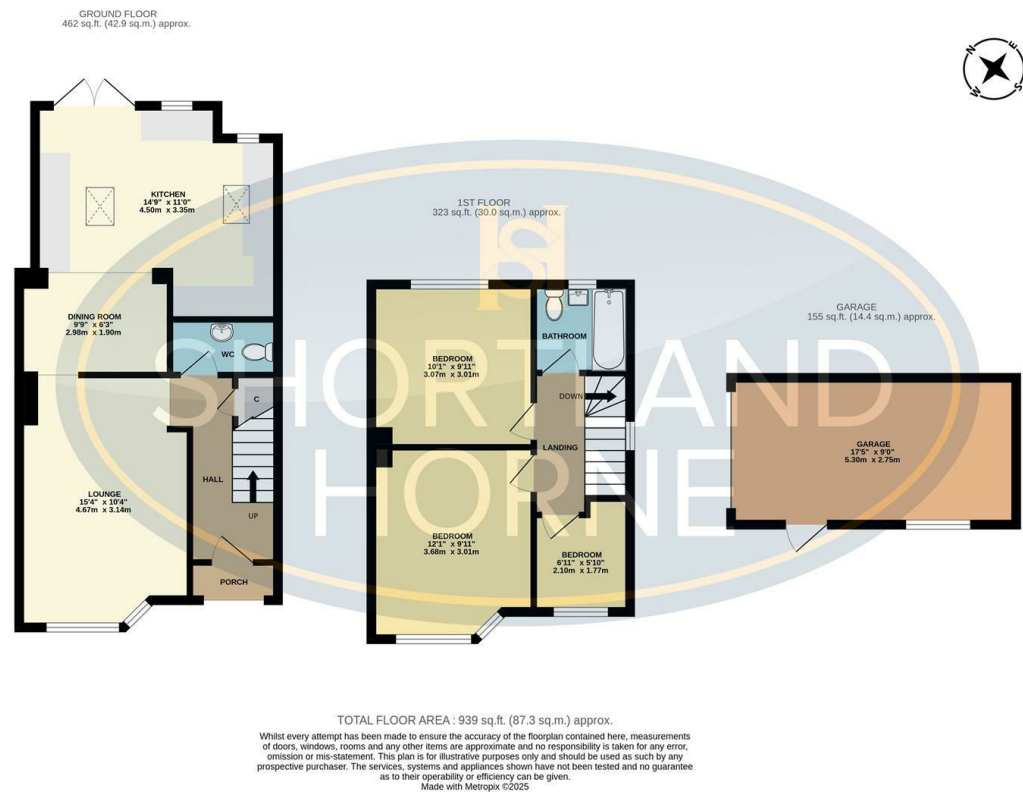 GROUND FLOOR
462 sq.ft. (42.9 sq.m.) approx.
N
E
S
W
KITCHEN
14'9" x 11'0"
4.50m x 3.35m
DINING ROOM
9'9" x 6'3"
2.98m x 1.90m
WC
C
HALL
LOUNGE
15'4" x 10'4"
4.67m x 3.14m
UP
PORCH
1ST FLOOR
323 sq.ft. (30.0 sq.m.) approx.
BEDROOM
10'1" x 9'11"
3.07m x 3.01m
BATHROOM
DOWN
LANDING
BEDROOM
12'1" x 9'11"
3.68m x 3.01m
BEDROOM
6'11" x 5'10"
2.10m x 1.77m
GARAGE
155 sq.ft. (14.4 sq.m.) approx.
GARAGE
17'5" x 9'0"
5.30m x 2.75m
SH
SHORTLAND
HORNE
TOTAL FLOOR AREA : 939 sq.ft. (87.3 sq.m.) approx.
Whilst every attempt has been made to ensure the accuracy of the floorplan contained here, measurements
of doors, windows, rooms and any other items are approximate and no responsibility is taken for any error,
omission or mis-statement. This plan is for illustrative purposes only and should be used as such by any
prospective purchaser. The services, systems and appliances shown have not been tested and no guarantee
as to their operability or efficiency can be given.
Made with Metropix ©2025